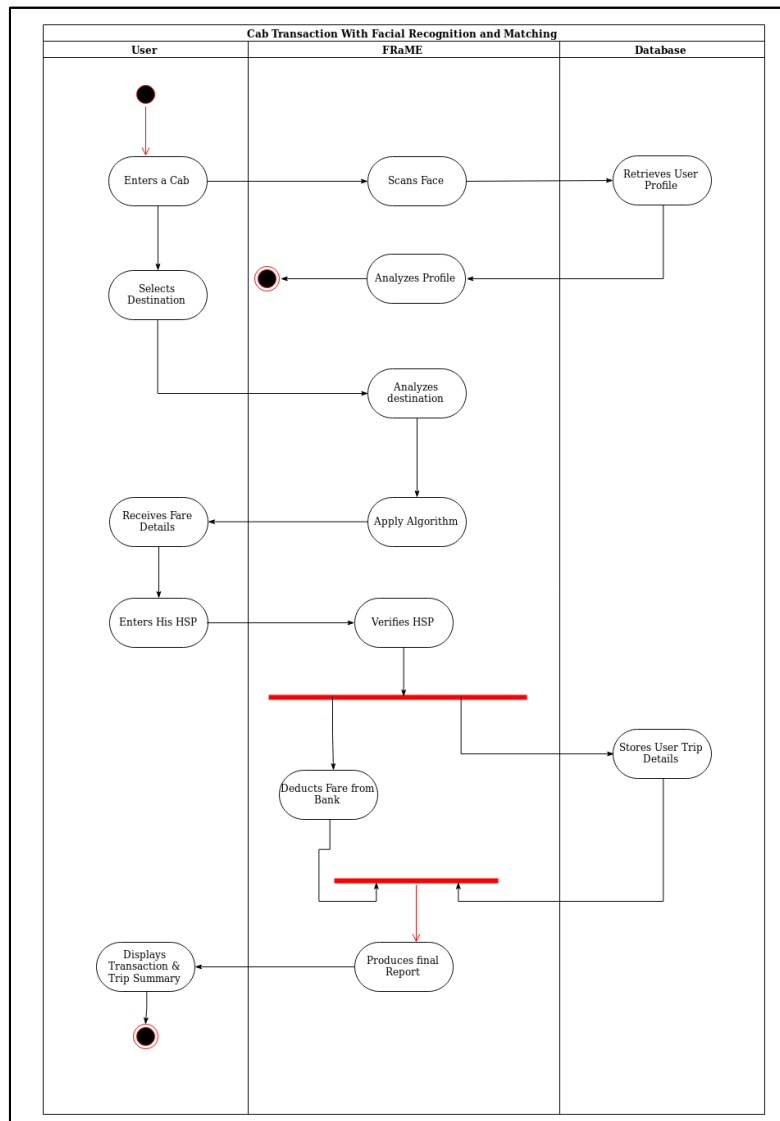 Cab Transaction With Facial Recognition and Matching
User
FRaME
Database
Enters a Cab
Scans Face
Retrieves User
Profile
Selects
Destination
Analyzes Profile
Analyzes
destination
Receives Fare
Details
Apply Algorithm
Enters His HSP
Verifies HSP
Stores User Trip
Details
Deducts Fare from
Bank
Displays
Transaction &
Trip Summary
Produces final
Report